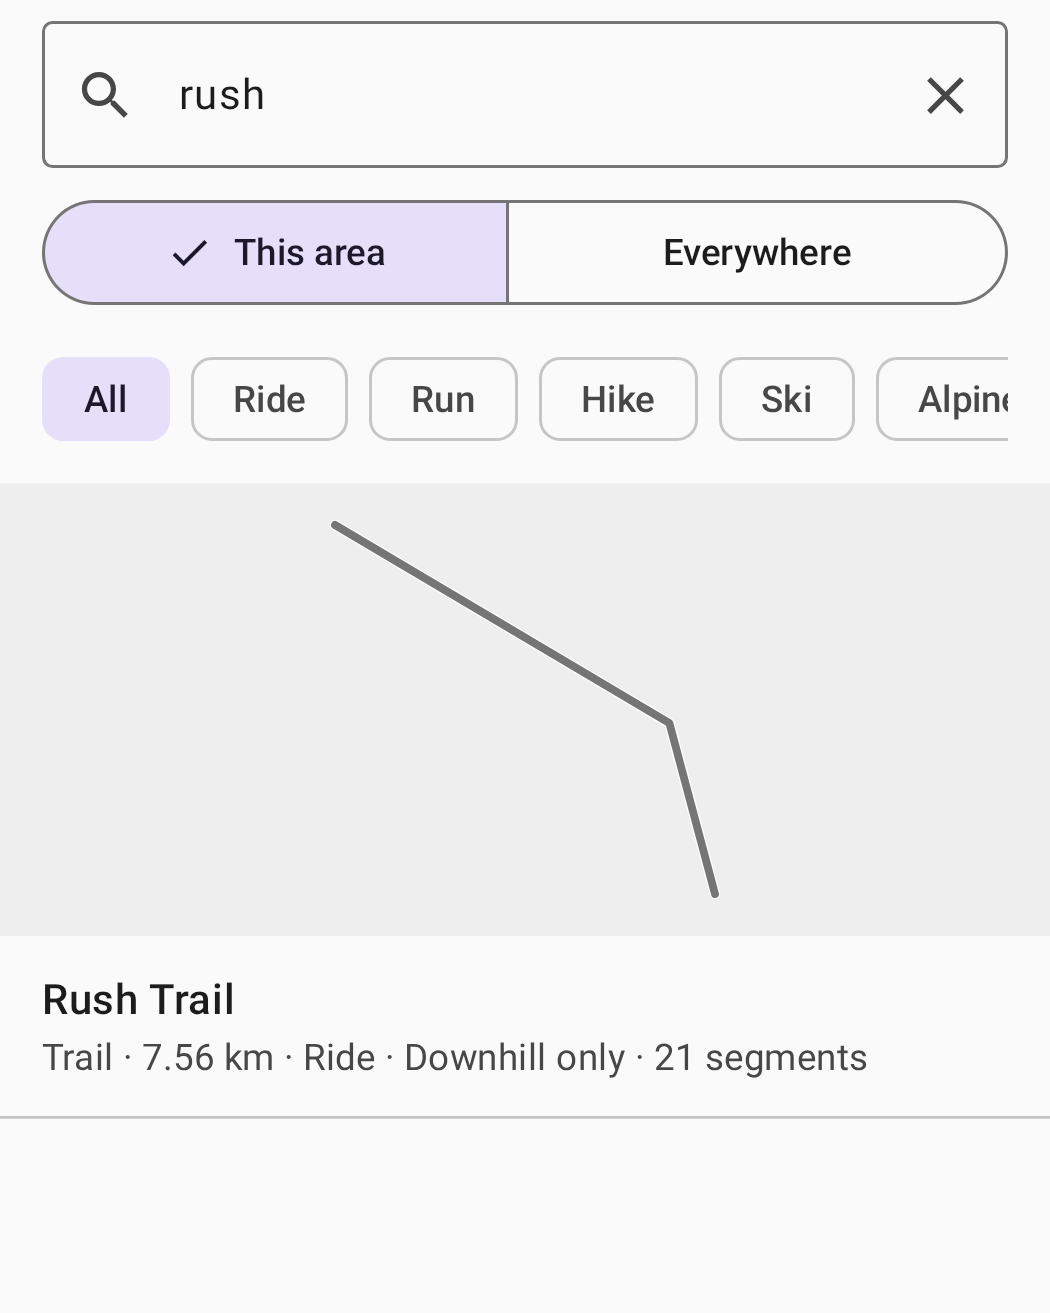 rush
This area
Everywhere
All
Ride
Run
Hike
Ski
Alpine
Rush Trail
Trail · 7.56 km · Ride · Downhill only · 21 segments